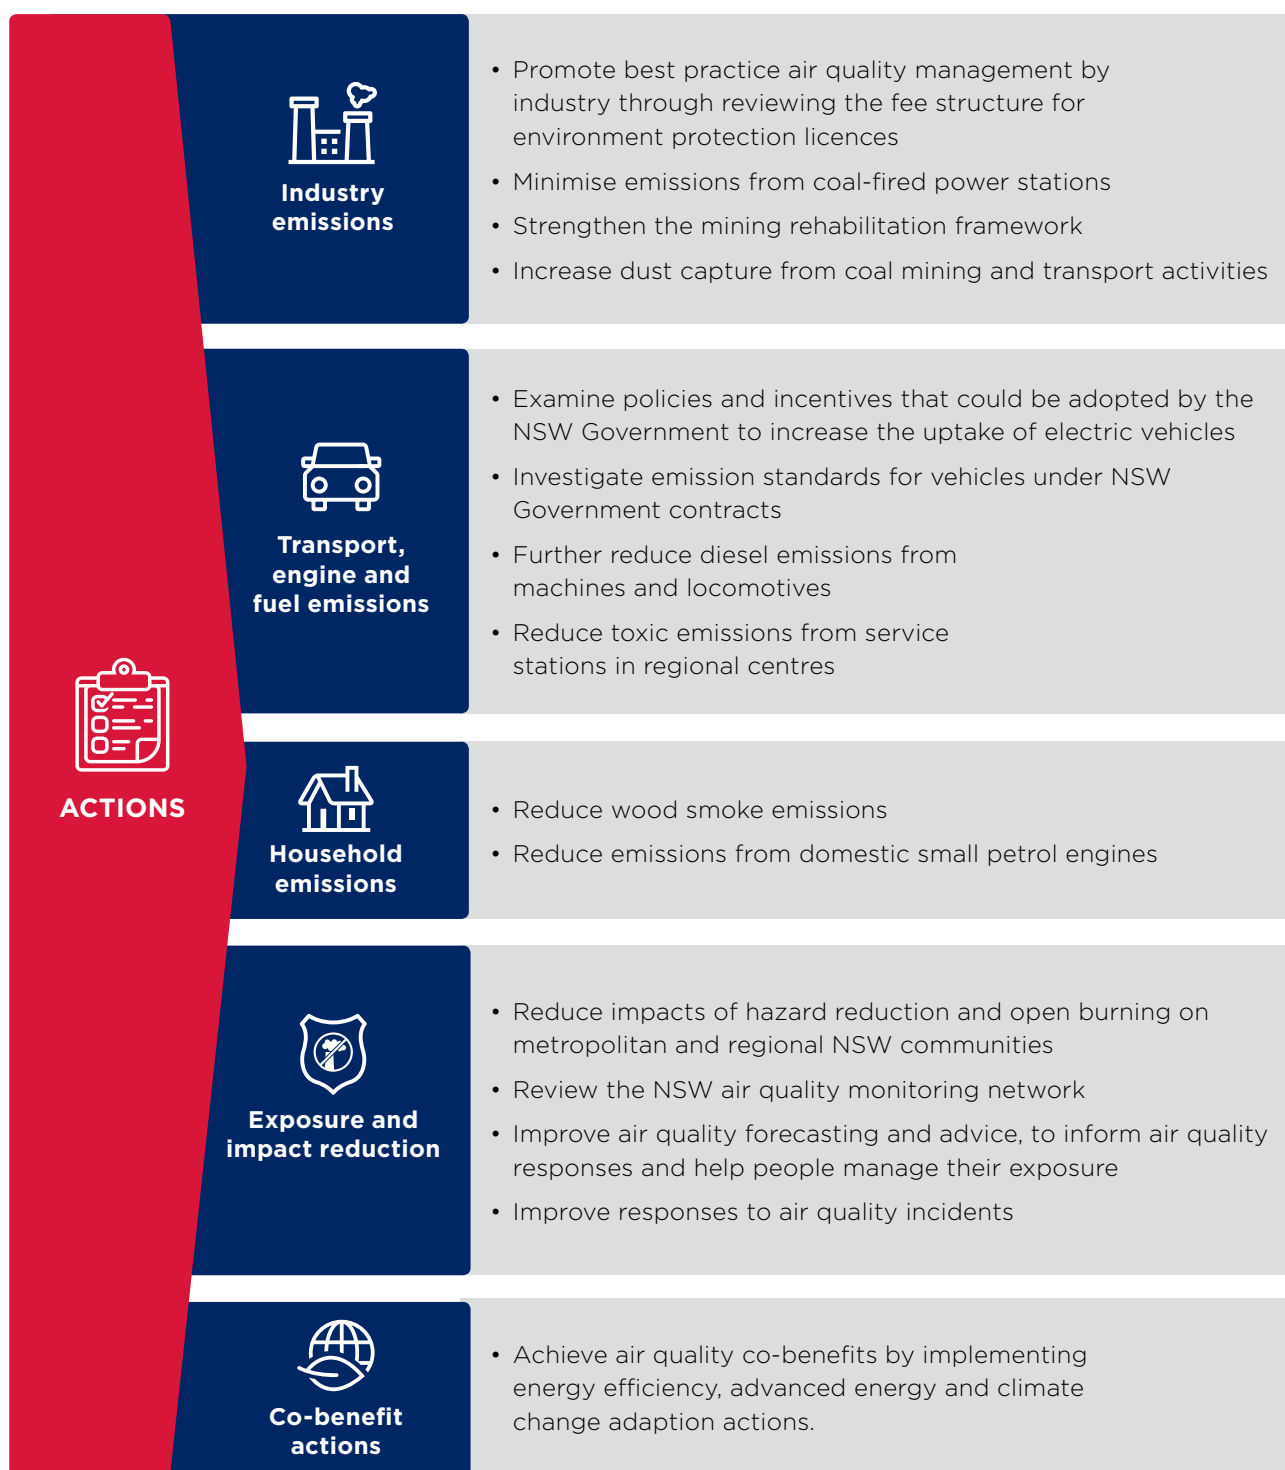 • Promote best practice air quality management by
industry through reviewing the fee structure for
environment protection licences
• Minimise emissions from coal-fired power stations
• Strengthen the mining rehabilitation framework
• Increase dust capture from coal mining and transport activities
Industry
emissions
• Examine policies and incentives that could be adopted by the
NSW Government to increase the uptake of electric vehicles
• Investigate emission standards for vehicles under NSW
Government contracts
• Further reduce diesel emissions from
machines and locomotives
• Reduce toxic emissions from service
stations in regional centres
Transport,
engine and
fuel emissions
ACTIONS
Household
emissions
• Reduce wood smoke emissions
• Reduce emissions from domestic small petrol engines
Exposure and
impact reduction
• Reduce impacts of hazard reduction and open burning on
metropolitan and regional NSW communities
• Review the NSW air quality monitoring network
• Improve air quality forecasting and advice, to inform air quality
responses and help people manage their exposure
• Improve responses to air quality incidents
Co-benefit
actions
• Achieve air quality co-benefits by implementing
energy efficiency, advanced energy and climate
change adaption actions.